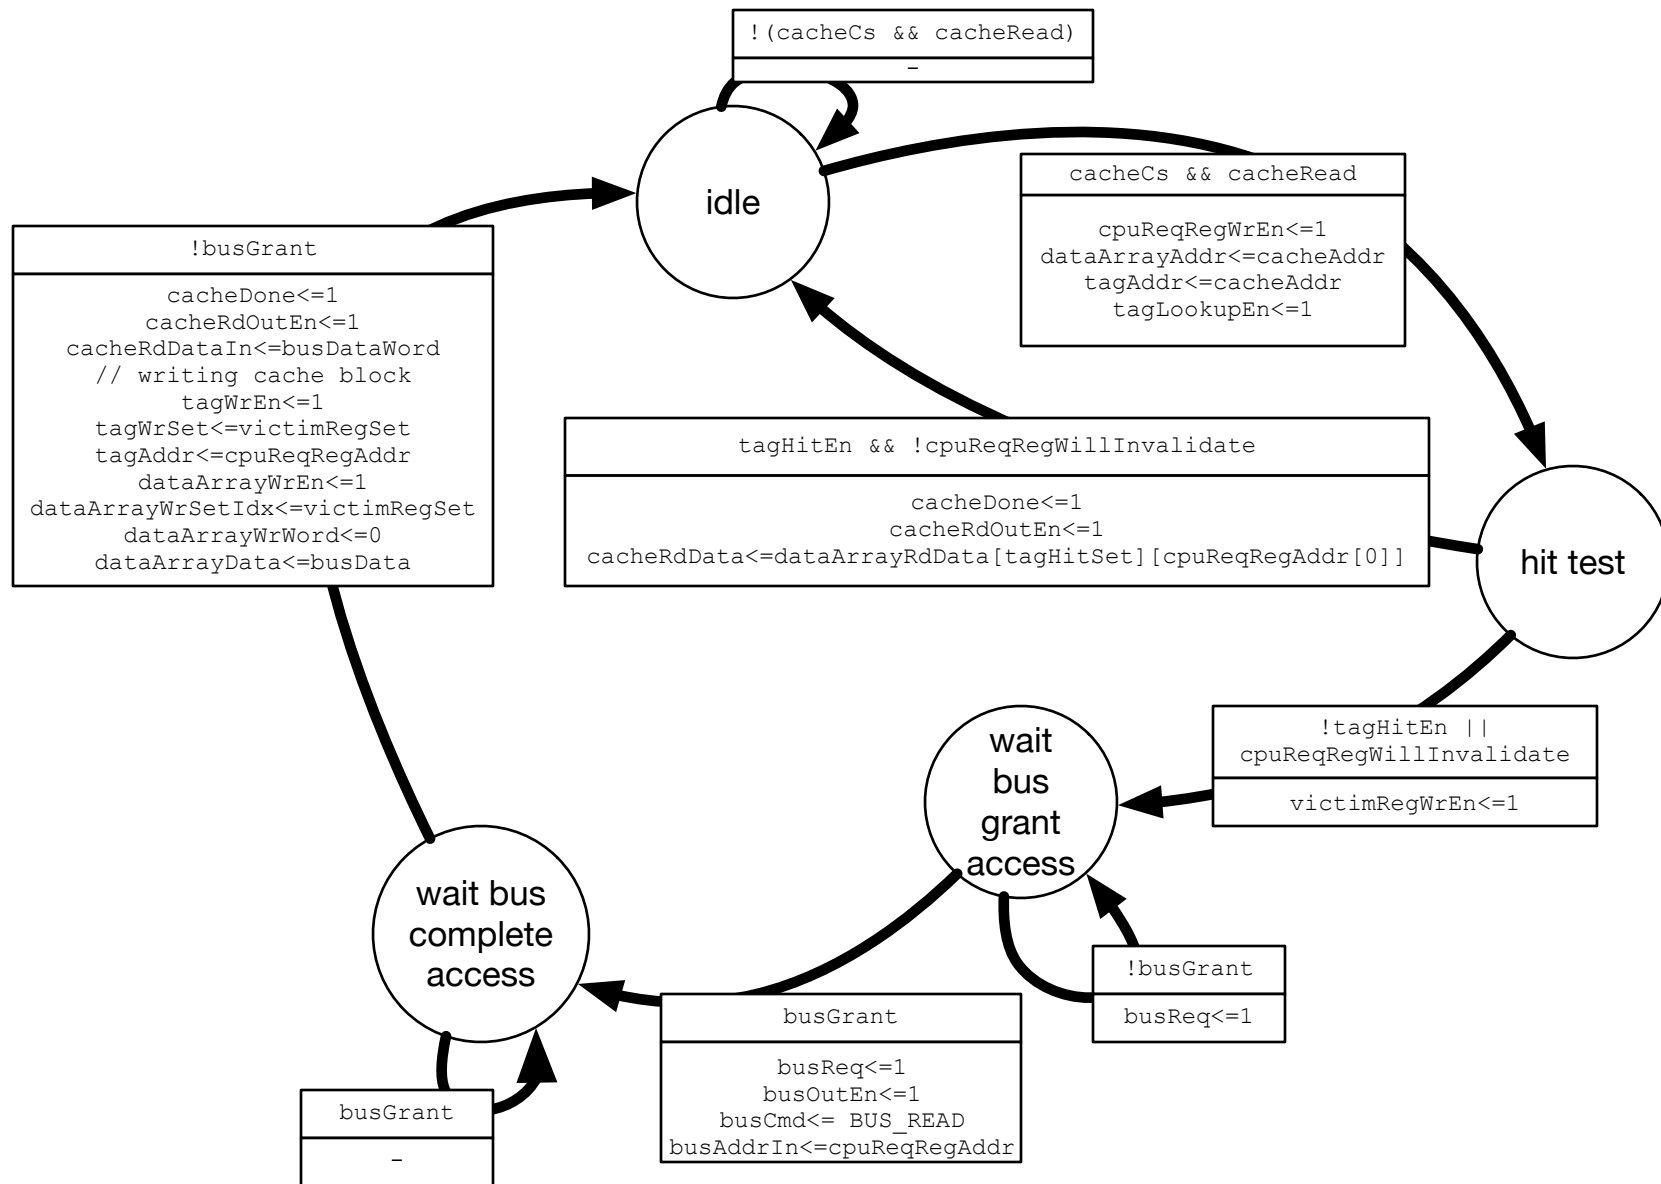 !(cacheCs && cacheRead)
-
idle
cacheCs && cacheRead
cpuReqRegWrEn<=1
dataArrayAddr<=cacheAddr
tagAddr<=cacheAddr
tagLookupEn<=1
!busGrant
cacheDone<=1
cacheRdOutEn<=1
cacheRdDataIn<=busDataWord
// writing cache block
tagWrEn<=1
tagWrSet<=victimRegSet
tagAddr<=cpuReqRegAddr
dataArrayWrEn<=1
dataArrayWrSetIdx<=victimRegSet
dataArrayWrWord<=0
dataArrayData<=busData
tagHitEn && !cpuReqRegWillInvalidate
cacheDone<=1
cacheRdOutEn<=1
cacheRdData<=dataArrayRdData[tagHitSet][cpuReqRegAddr[0]]
hit test
!tagHitEn ||
cpuReqRegWillInvalidate
victimRegWrEn<=1
wait
bus
grant
access
!busGrant
busReq<=1
wait bus
complete
access
busGrant
busReq<=1
busOutEn<=1
busCmd<= BUS_READ
busAddrIn<=cpuReqRegAddr
busGrant
-